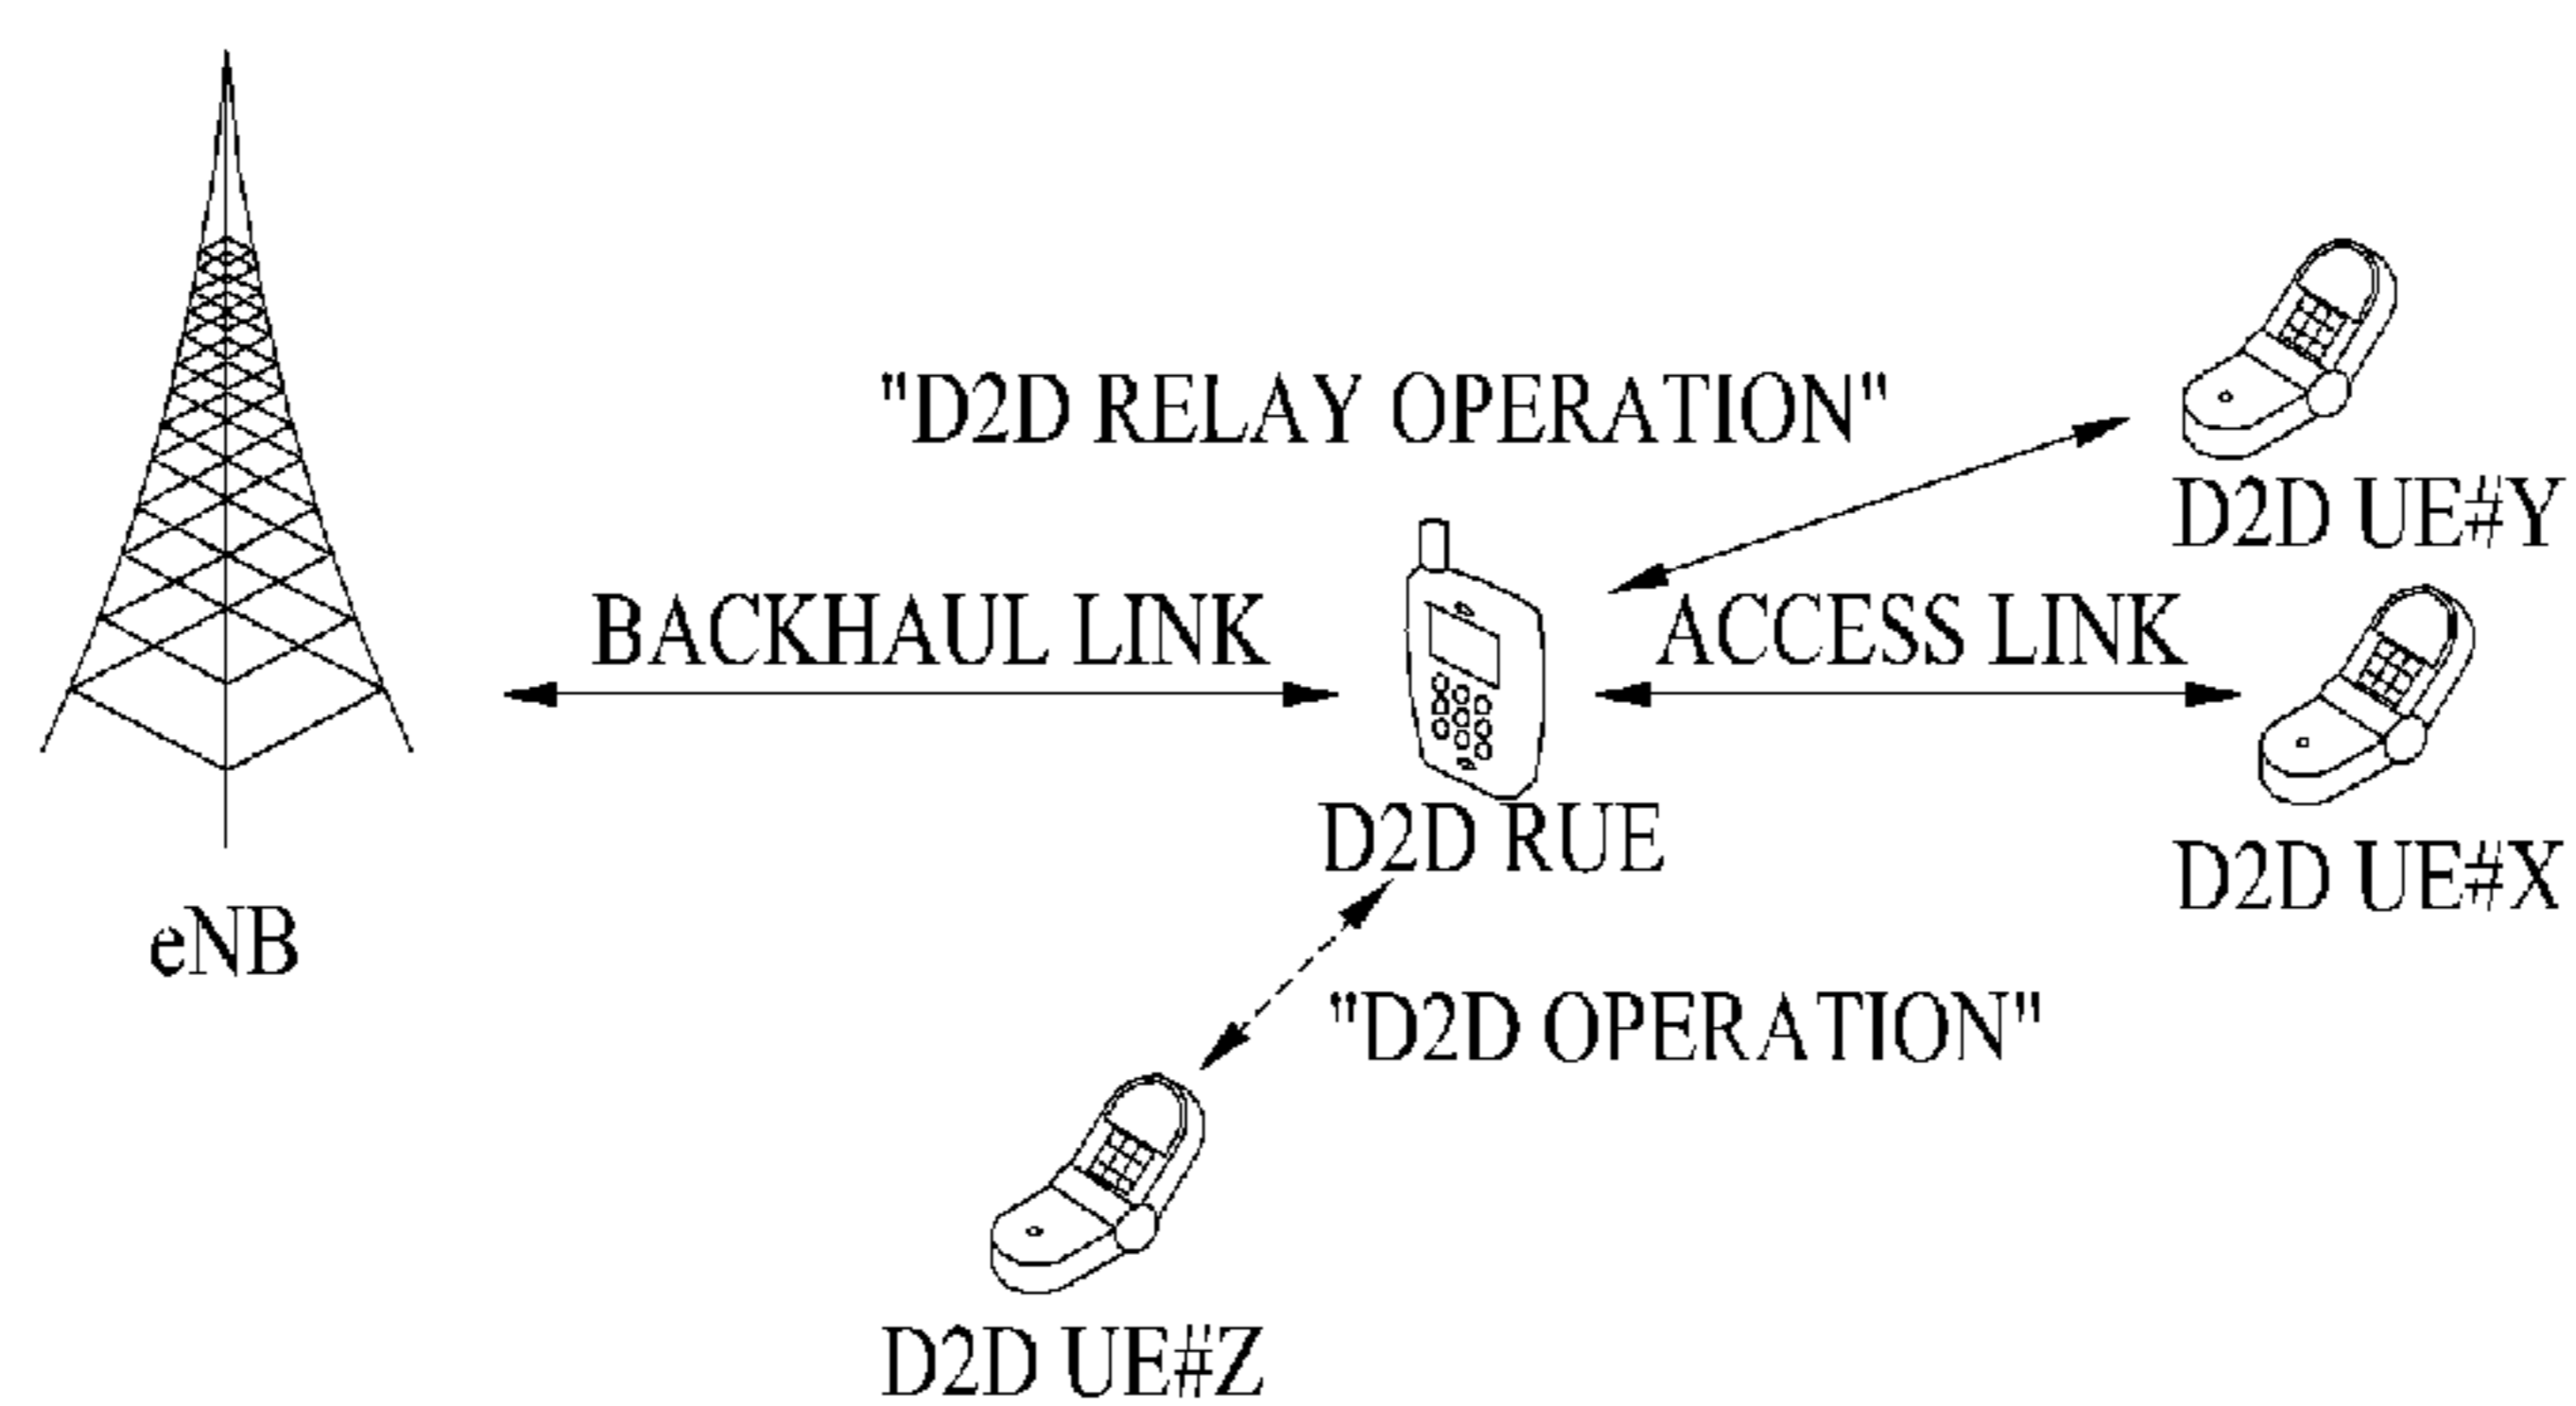 "D2D RELAY OPERATION"
D2D UE#Y
BACKHAUL LINK
ACCESS LINK
D2D RUE
D2D UE#X
eNB
"D2D OPERATION"
D2D UE#Z